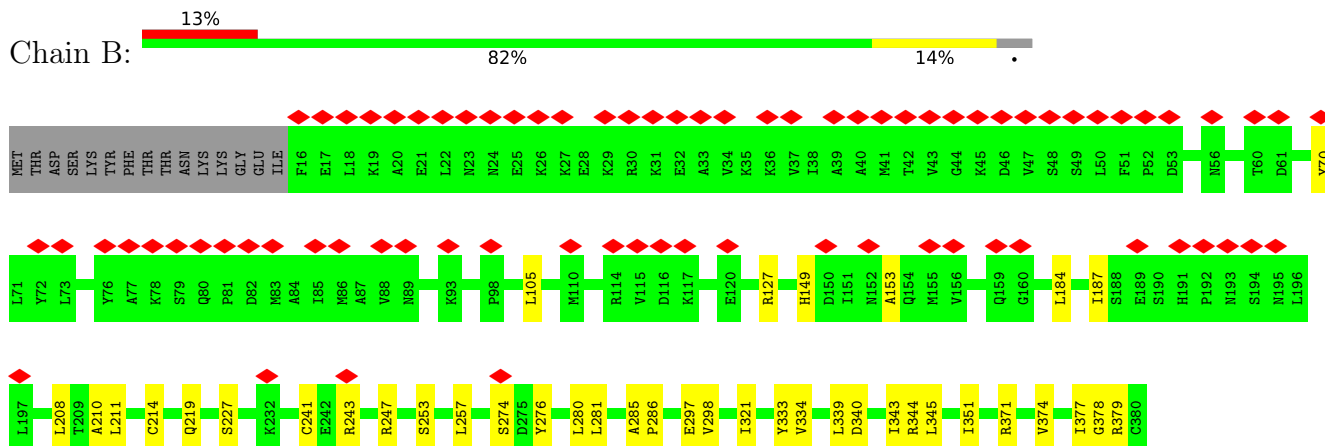 13%
Chain B:
82% 14% •
MET THR ASP SER LYS TYR PHE THR THR ASN LYS LYS GLY GLU ILE F16 E17 L18 K19 A20 E21 L22 N23 N24 E25 K26 K27 E28 K29 R30 K31 E32 A33 V34 K35 K36 V37 I38 A39 A40 M41 T42 V43 G44 K45 D46 V47 S48 S49 L50 F51 P52 D53 N56 T60 D61 Y70
L71 Y72 L73 Y76 A77 K78 S79 Q80 P81 D82 M83 A84 I85 M86 A87 V88 N89 K93 P98 L105 M110 R114 V115 D116 K117 E120 R127 H149 D150 I151 N152 A153 Q154 M155 V156 Q159 G160 L184 I187 S188 E189 S190 H191 P192 N193 S194 N195 L196
L197 L208 T209 A210 L211 C214 Q219 S227 K232 C241 E242 R243 R247 S253 L257 S274 D275 Y276 L280 L281 A285 P286 E297 V298 I321 Y333 V334 L339 D340 I343 R344 L345 I351 R371 V374 I377 G378 R379 C380